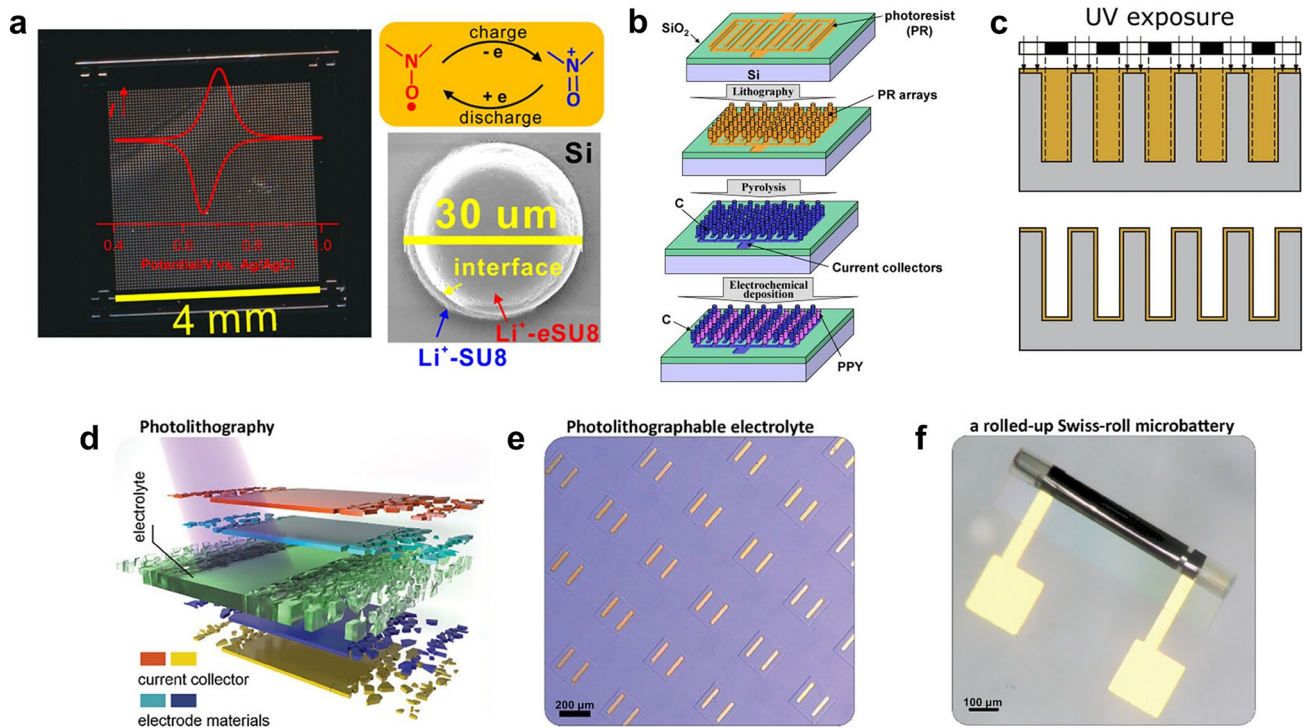 a
I
0.4
0.6
0.8
1.0
Potential/V vs. Ag/AgCl
4 mm
N
O
charge
- e
+ e
discharge
+
N
O
Si
30 um
interface
Li+-eSU8
Li+-SU8
b
SiO2
photoresist
(PR)
Si
Lithography
PR arrays
Pyrolysis
C
Current collectors
Electrochemical
deposition
C
PPY
c
UV exposure
d
Photolithography
electrolyte
current collector
electrode materials
e
Photolithographable electrolyte
200 μm
f
a rolled-up Swiss-roll microbattery
100 μm